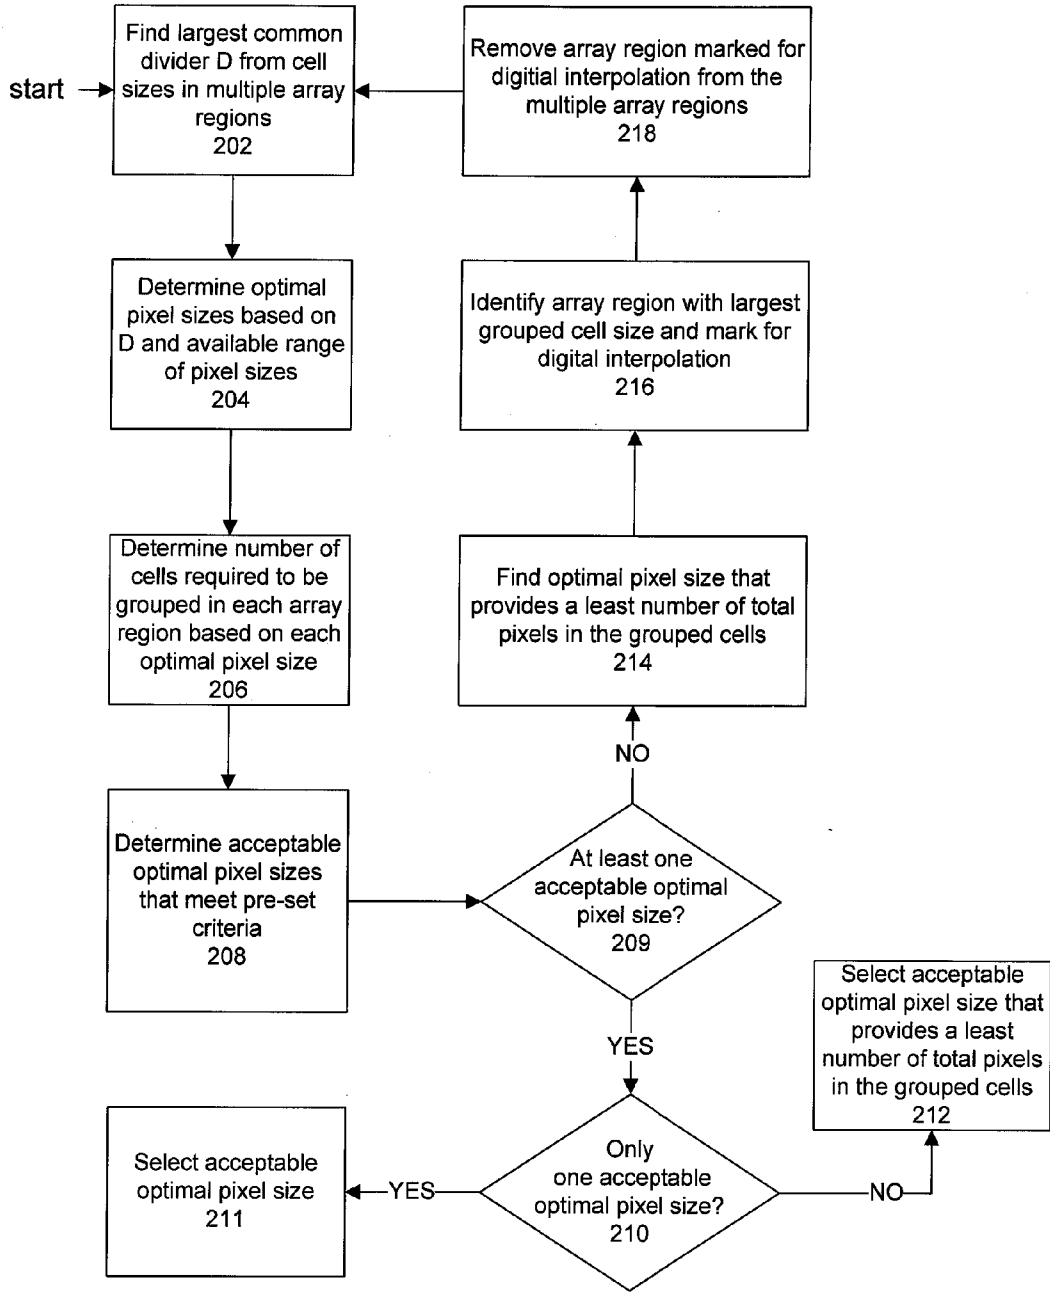 start
Find largest common
divider D from cell
sizes in multiple array
regions
202
Remove array region marked for
digitial interpolation from the
multiple array regions
218
Determine optimal
pixel sizes based on
D and available range
of pixel sizes
204
Identify array region with largest
grouped cell size and mark for
digital interpolation
216
Determine number of
cells required to be
grouped in each array
region based on each
optimal pixel size
206
Find optimal pixel size that
provides a least number of total
pixels in the grouped cells
214
NO
Determine acceptable
optimal pixel sizes
that meet pre-set
criteria
208
At least one
acceptable optimal
pixel size?
209
YES
Select acceptable
optimal pixel size that
provides a least
number of total pixels
in the grouped cells
212
Select acceptable
optimal pixel size
211
YES
Only
one acceptable
optimal pixel size?
210
NO